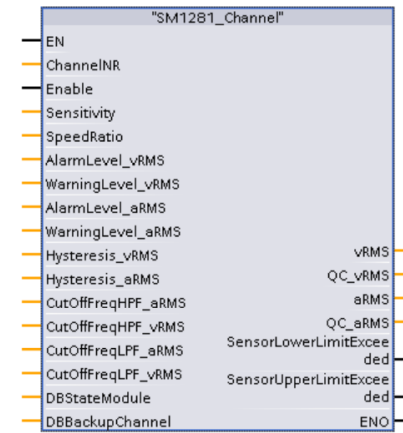 "SM1281_Channel"
EN
ChannelNR
Enable
Sensitivity
SpeedRatio
AlarmLevel_vRMS
WarningLevel_vRMS
AlarmLevel_aRMS
WarningLevel_aRMS
Hysteresis_vRMS
Hysteresis_aRMS
CutOffFreqHPF_aRMS
CutOffFreqHPF_vRMS
CutOffFreqLPF_aRMS
CutOffFreqLPF_vRMS
DBStateModule
DBBackupChannel
vRMS
QC_vRMS
aRMS
QC_aRMS
SensorLowerLimitExcee
ded
SensorUpperLimitExcee
ded
ENO